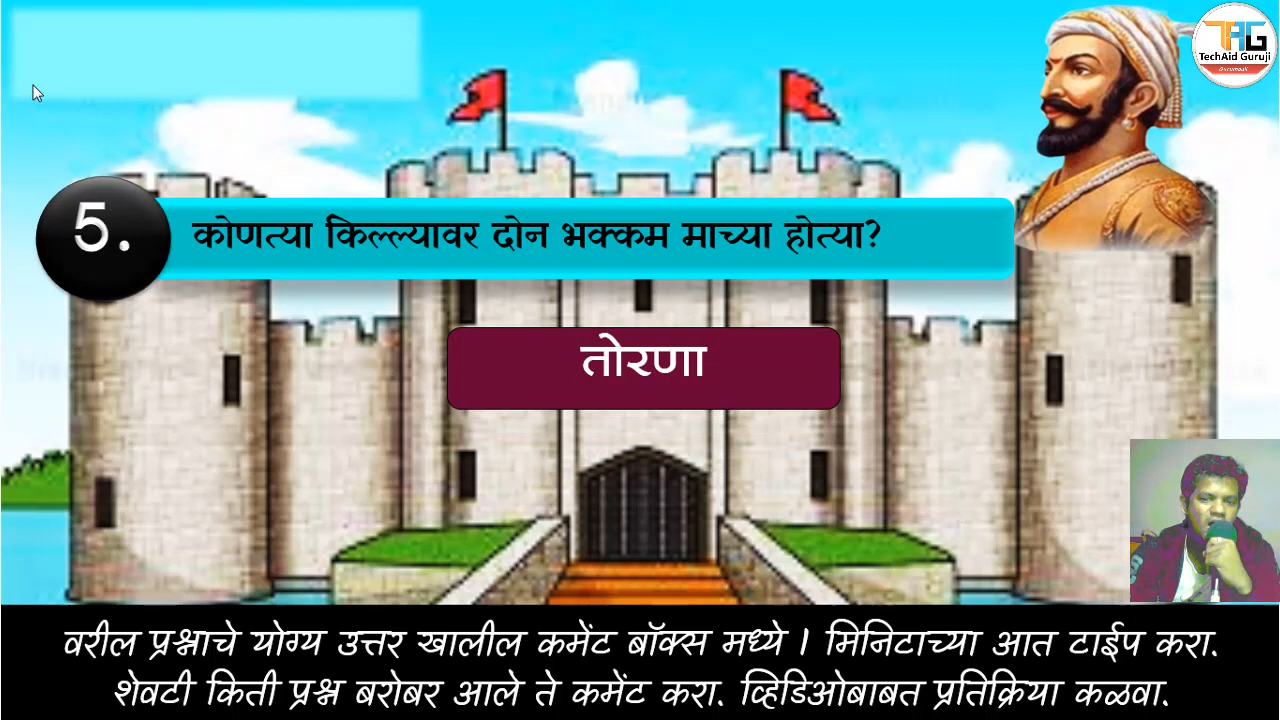 TAG
TechAid Guruji
5.
कोणत्या किल्ल्यावर दोन भक्कम माच्या होत्या?
तोरणा
वरील प्रश्नाचे योग्य उत्तर खालील कमेंट बॉक्स मध्ये 1 मिनिटाच्या आत टाईप करा.
शेवटी किती प्रश्न बरोबर आले ते कमेंट करा. व्हिडिओबाबत प्रतिक्रिया कळवा.